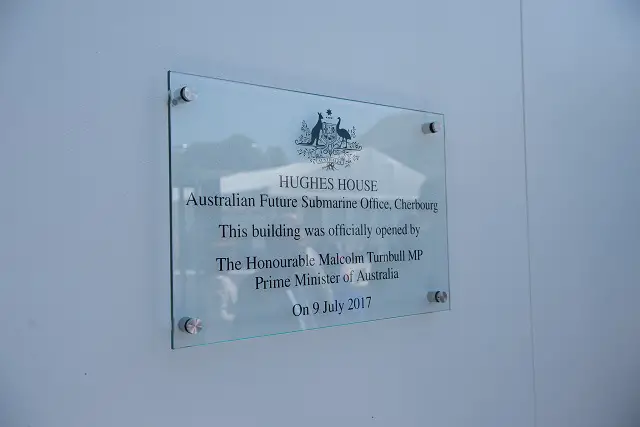 HUGHES HOUSE
Australian Future Submarine Office, Cherbourg
This building was officially opened by
The Honourable Malcolm Turnbull MP
Prime Minister of Australia
On 9 July 2017